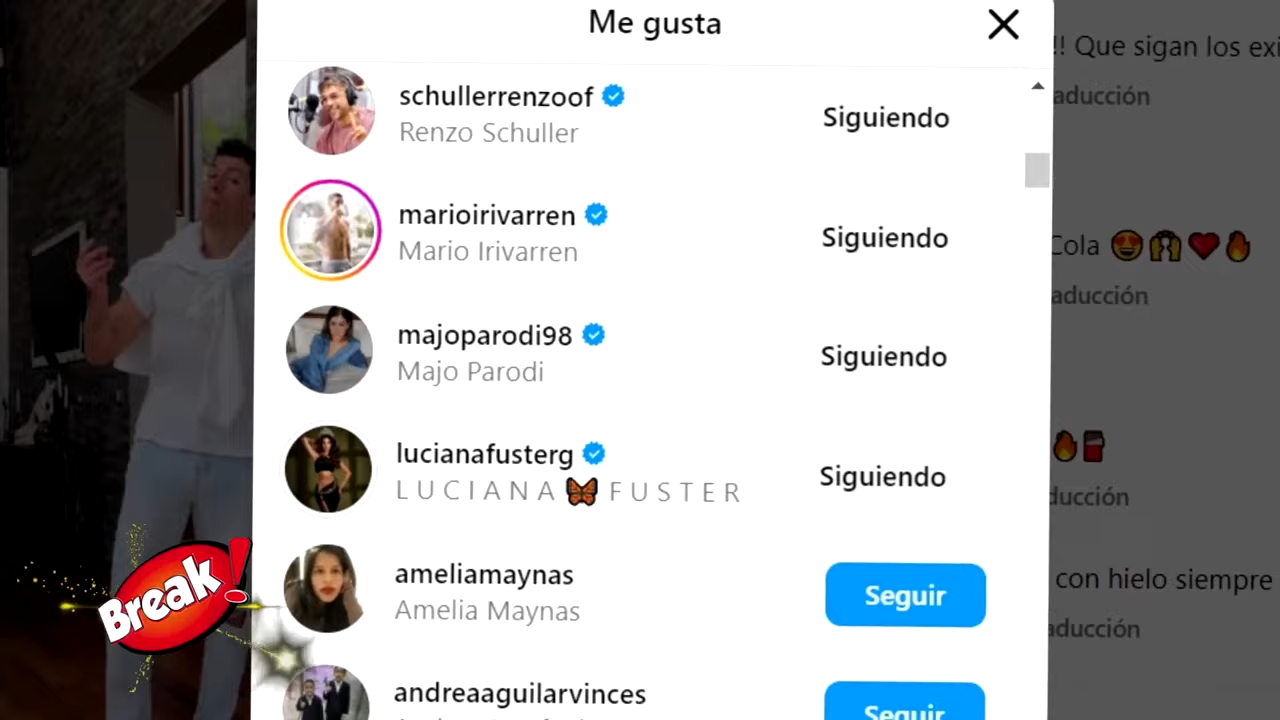 Me gusta
!! Que sigan los exi
aducción
schullerrenzoof
Renzo Schuller
Siguiendo
marioirivarren
Mario Irivarren
Siguiendo
Cola 😍🙌❤️🔥
aducción
majoparodi98
Majo Parodi
Siguiendo
lucianafusterg
L U C I A N A 🦋 F U S T E R
Siguiendo
aducción
ameliamaynas
Amelia Maynas
Seguir
con hielo siempre
aducción
Break!
andreaaguilarvinces
Seguir